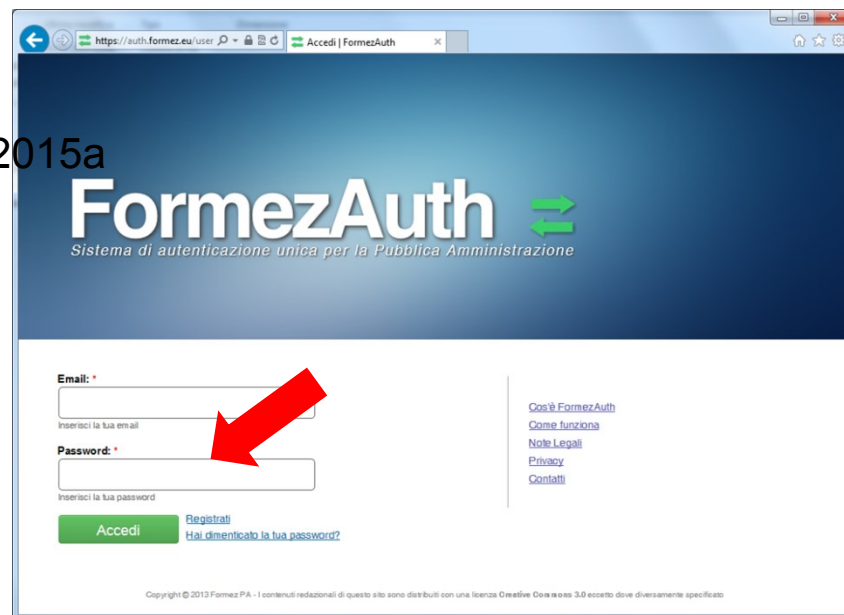 https://auth.formez.eu/user
Accedi | FormezAuth
2015a
FormezAuth
Sistema di autenticazione unica per la Pubblica Amministrazione
Email: *
Inserisci la tua email
Password: *
Inserisci la tua password
Accedi
Registrati
Hai dimenticato la tua password?
Cos'è FormezAuth
Come funziona
Note Legali
Privacy
Contatti
Copyright © 2013 Formez PA - I contenuti redazionali di questo sito sono distribuiti con una licenza Creative Commons 3.0 eccetto dove diversamente specificato